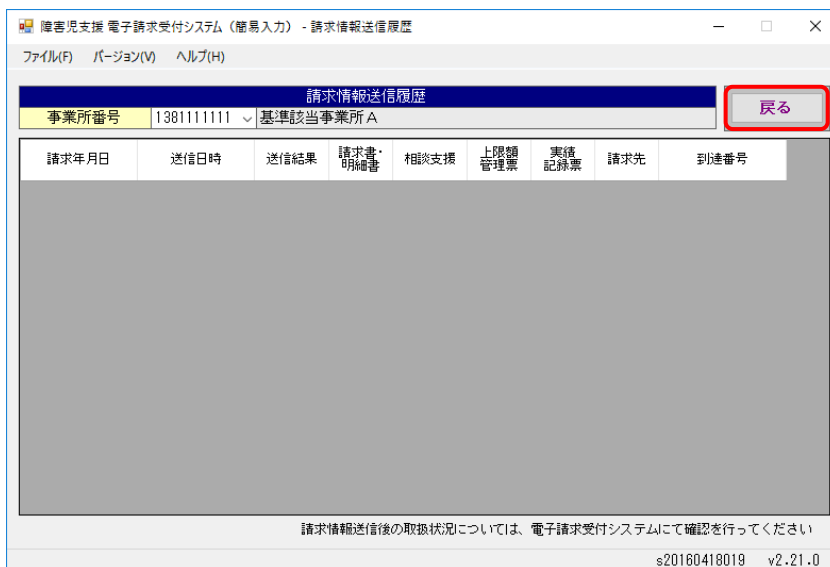 障害児支援 電子請求受付システム（簡易入力） - 請求情報送信履歴
ファイル(F) バージョン(V) ヘルプ(H)
請求情報送信履歴
戻る
事業所番号 1381111111 基準該当事業所A
請求年月日 送信日時 送信結果 請求書・明細書 相談支援 上限額管理票 実績記録票 請求先 到達番号
請求情報送信後の取扱状況については、電子請求受付システムにて確認を行ってください
s20160418019 v2.21.0